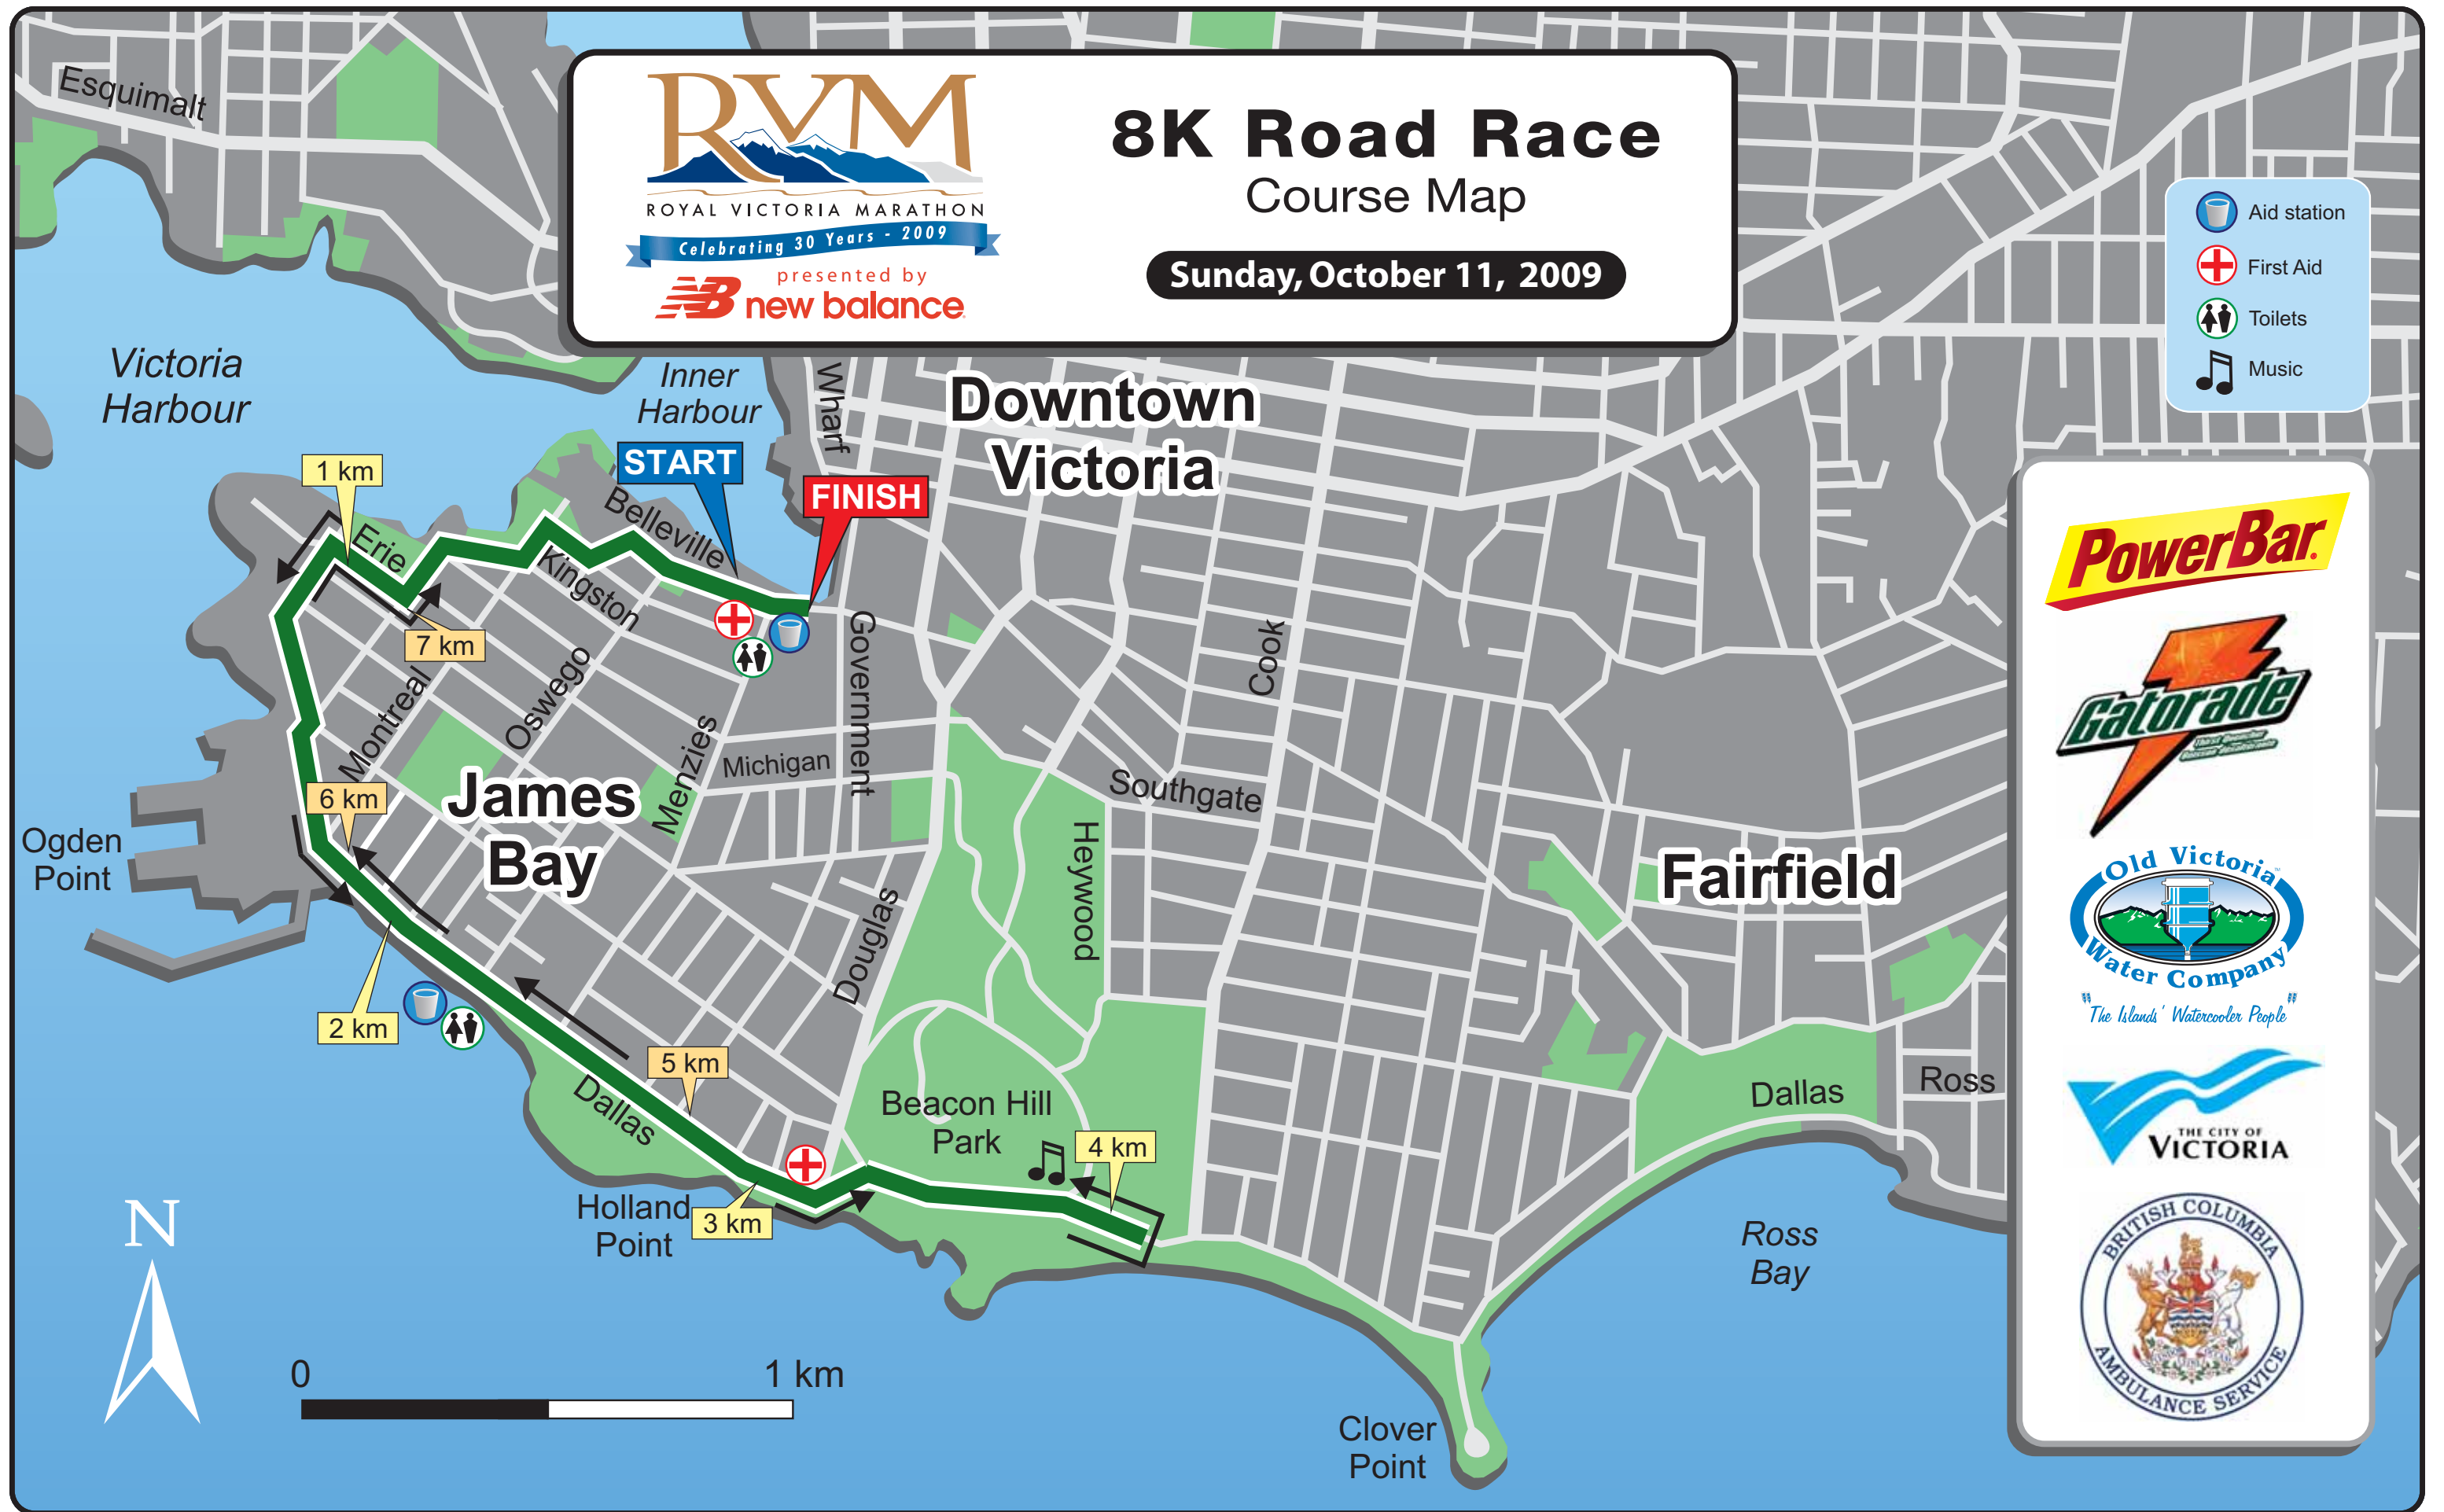 Esquimalt
RVM
ROYAL VICTORIA MARATHON
Celebrating 30 Years - 2009
presented by
NB new balance
8K Road Race
Course Map
Sunday, October 11, 2009
Aid station
First Aid
Toilets
Music
Victoria
Harbour
Inner
Harbour
Wharf
Downtown
Victoria
START
FINISH
1 km
Erie
Belleville
Kingston
7 km
Montreal
Oswego
Menzies
Government
Michigan
Cook
Southgate
Heywood
Douglas
James
Bay
6 km
Ogden
Point
2 km
5 km
Dallas
Beacon Hill
Park
4 km
3 km
Holland
Point
Fairfield
Dallas
Ross
Ross
Bay
Clover
Point
N
0
1 km
PowerBar
Gatorade
Old Victoria
Water Company
"The Islands' Watercooler People"
THE CITY OF
VICTORIA
BRITISH COLUMBIA
AMBULANCE SERVICE